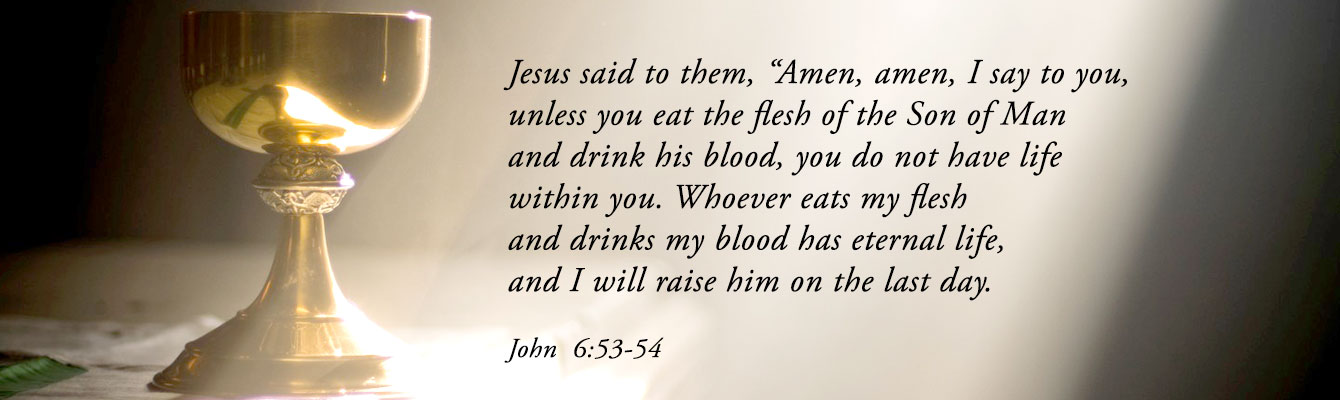 Jesus said to them, “Amen, amen, I say to you,
unless you eat the flesh of the Son of Man
and drink his blood, you do not have life
within you. Whoever eats my flesh
and drinks my blood has eternal life,
and I will raise him on the last day.
John 6:53-54